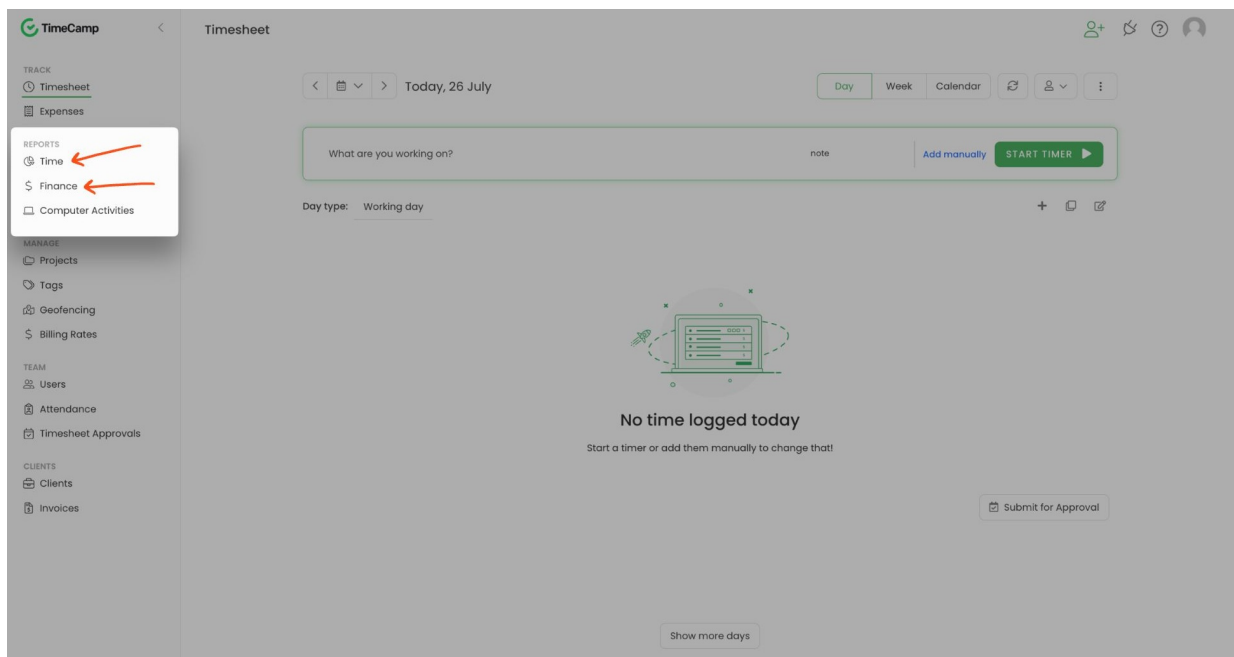 TimeCamp
Timesheet
TRACK
Timesheet
Expenses
REPORTS
Time
Finance
Computer Activities
MANAGE
Projects
Tags
Geofencing
Billing Rates
TEAM
Users
Attendance
Timesheet Approvals
CLIENTS
Clients
Invoices
Today, 26 July
Day Week Calendar
What are you working on? note Add manually START TIMER
Day type: Working day
No time logged today
Start a timer or add them manually to change that!
Submit for Approval
Show more days